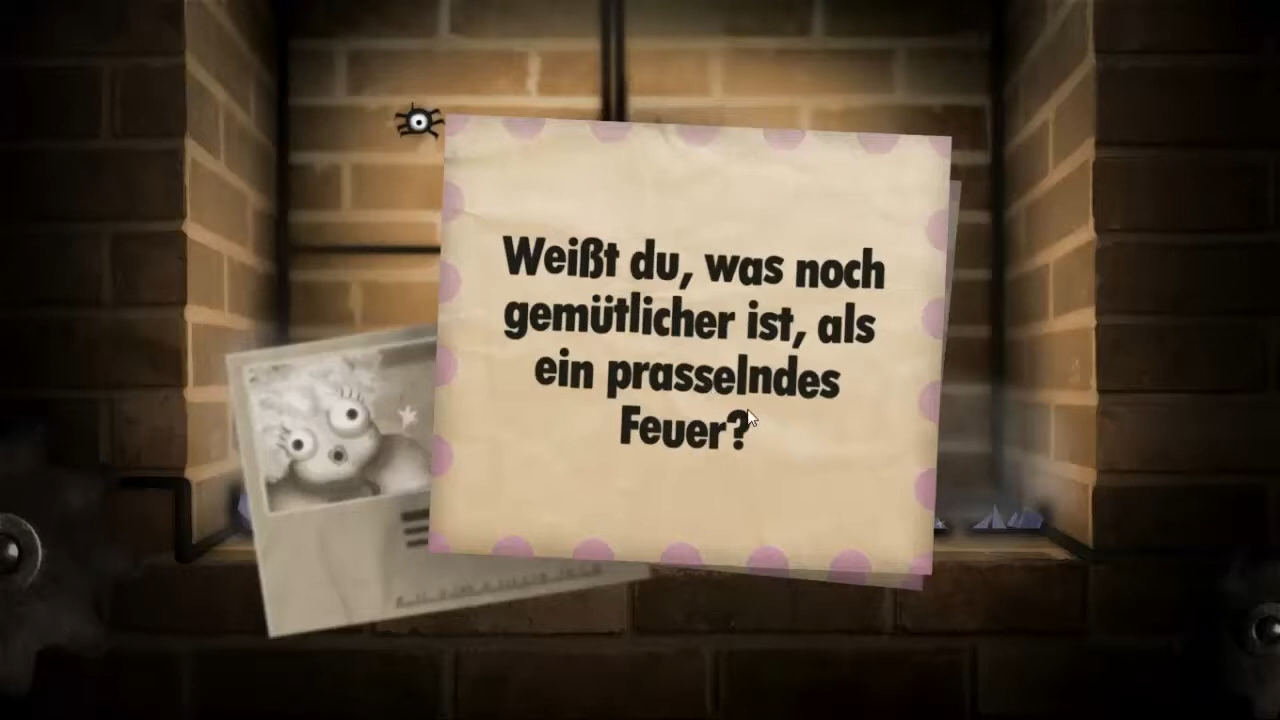 Weißt du, was noch
gemütlicher ist, als
ein prasselndes
Feuer?